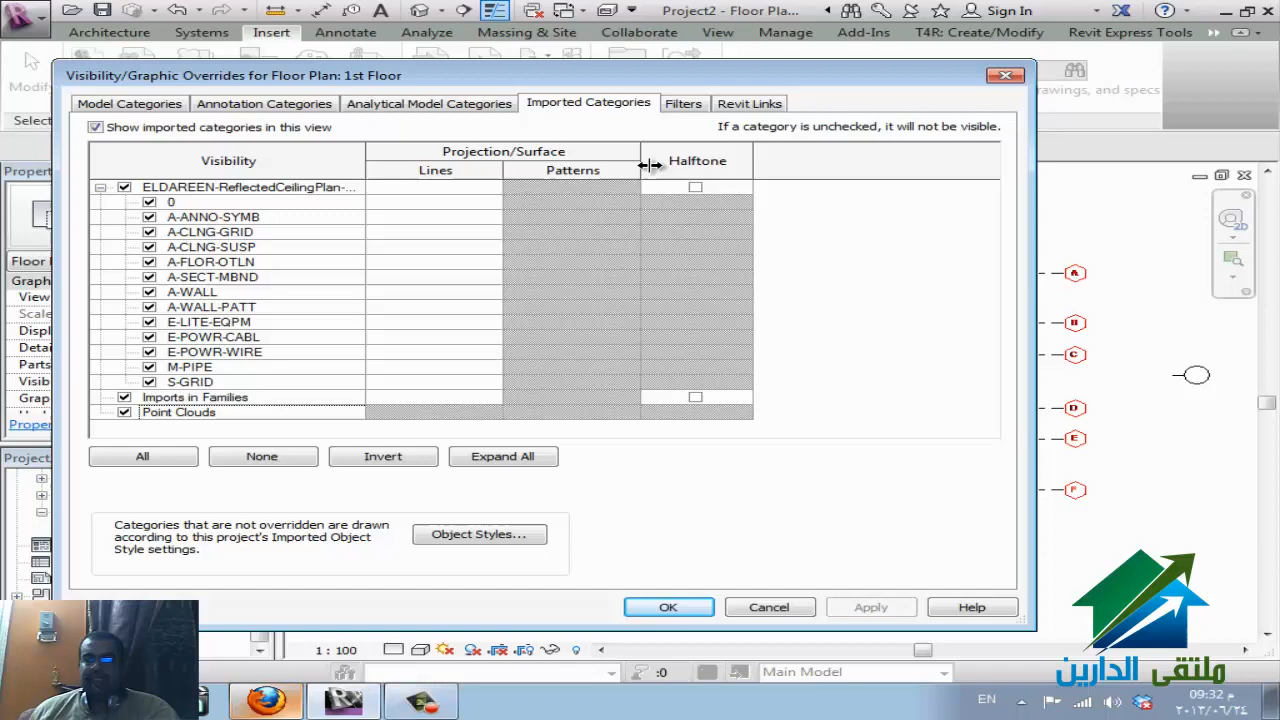 Project2 - Floor Pla...
Sign In
Architecture Systems Insert Annotate Analyze Massing & Site Collaborate View Manage Add-Ins T4R: Create/Modify Revit Express Tools
Modify
Select
rawings, and specs
Visibility/Graphic Overrides for Floor Plan: 1st Floor
Model Categories Annotation Categories Analytical Model Categories Imported Categories Filters Revit Links
Show imported categories in this view
If a category is unchecked, it will not be visible.
Visibility
Projection/Surface
Halftone
Lines
Patterns
ELDAREEN-ReflectedCeilingPlan-...
0
A-ANNO-SYMB
A-CLNG-GRID
A-CLNG-SUSP
A-FLOR-OTLN
A-SECT-MBND
A-WALL
A-WALL-PATT
E-LITE-EQPM
E-POWR-CABL
E-POWR-WIRE
M-PIPE
S-GRID
Imports in Families
Point Clouds
All None Invert Expand All
Categories that are not overridden are drawn
according to this project's Imported Object
Style settings.
Object Styles...
OK Cancel Apply Help
Propert
Floor
Graph
View
Scale
Displ
Detai
Parts
Visib
Grap
Proper
Project
2D
A
B
C
D
E
F
1 : 100
:0
Main Model
ملتقى الدارين
EN
09:32 م
٢٠١٣/٠٦/٢٤